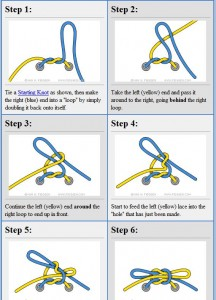 Step 1:
Tie a Starting Knot as shown, then make
the right (blue) end into a "loop" by simply
doubling it back onto itself.
Step 2:
Take the left (yellow) end and pass it
around to the right, going behind the right
loop.
Step 3:
Continue the left (yellow) end around the
right loop to end up in front.
Step 4:
Start to feed the left (yellow) lace into the
"hole" that has just been made.
Step 5:
Step 6: